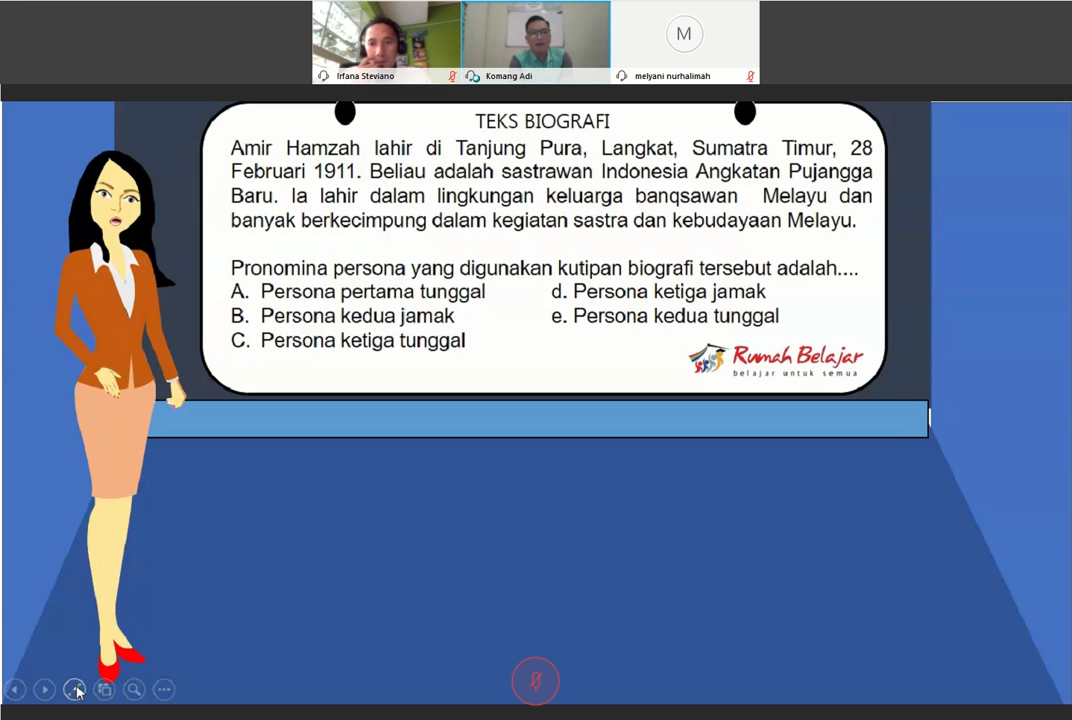 M
Irfana Steviano
Komang Adi
melyani nurhalimah
TEKS BIOGRAFI
Amir Hamzah lahir di Tanjung Pura, Langkat, Sumatra Timur, 28
Februari 1911. Beliau adalah sastrawan Indonesia Angkatan Pujangga
Baru. Ia lahir dalam lingkungan keluarga banqsawan Melayu dan
banyak berkecimpung dalam kegiatan sastra dan kebudayaan Melayu.
Pronomina persona yang digunakan kutipan biografi tersebut adalah....
A. Persona pertama tunggal
B. Persona kedua jamak
C. Persona ketiga tunggal
d. Persona ketiga jamak
e. Persona kedua tunggal
Rumah Belajar
belajar untuk semua